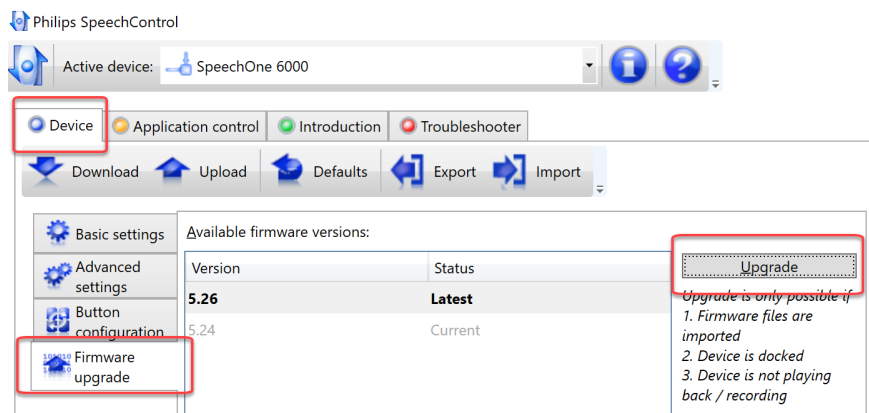 Philips SpeechControl
Active device: SpeechOne 6000
Device Application control Introduction Troubleshooter
Download Upload Defaults Export Import
Basic settings
Advanced
settings
Button
configuration
Firmware
upgrade
Available firmware versions:
Version Status
5.26 Latest
5.24 Current
Upgrade
Upgrade is only possible if
1. Firmware files are
imported
2. Device is docked
3. Device is not playing
back / recording